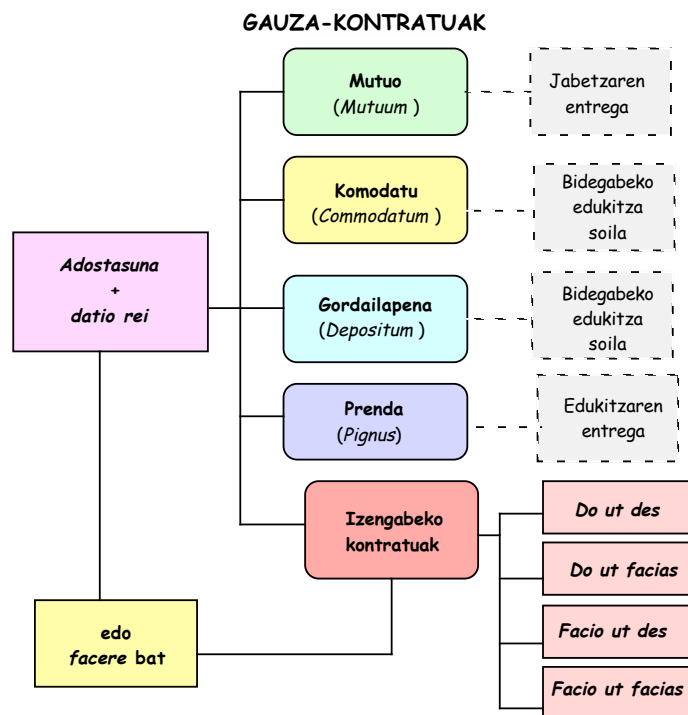 GAUZA-KONTRATUAK
Mutuo
(Mutuum )
Jabetzaren
entrega
Komodatu
(Commodatum )
Bidegabeko
edukitza
soila
Adostasuna
+
datio rei
Gordailapena
(Depositum )
Bidegabeko
edukitza
soila
Prenda
(Pignus)
Edukitzaren
entrega
Izengabeko
kontratuak
Do ut des
Do ut facias
Facio ut des
Facio ut facias
edo
facere bat